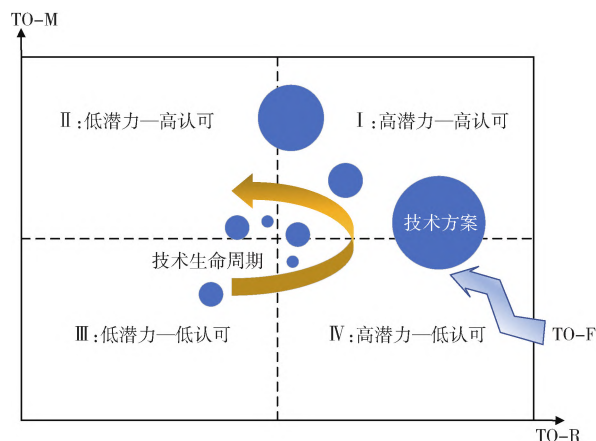 TO-M
Ⅱ:低潜力—高认可
Ⅰ:高潜力—高认可
技术方案
技术生命周期
Ⅲ:低潜力—低认可
Ⅳ:高潜力—低认可
TO-F
TO-R